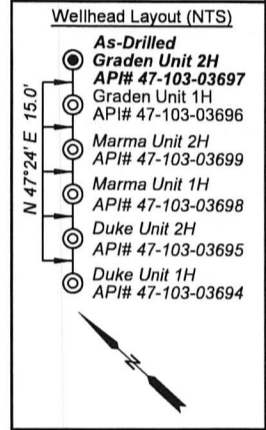 Wellhead Layout (NTS)
As-Drilled
Graden Unit 2H
API# 47-103-03697
Graden Unit 1H
API# 47-103-03696
Marma Unit 2H
API# 47-103-03699
Marma Unit 1H
API# 47-103-03698
Duke Unit 2H
API# 47-103-03695
Duke Unit 1H
API# 47-103-03694
N 47°24' E 15.0'
N